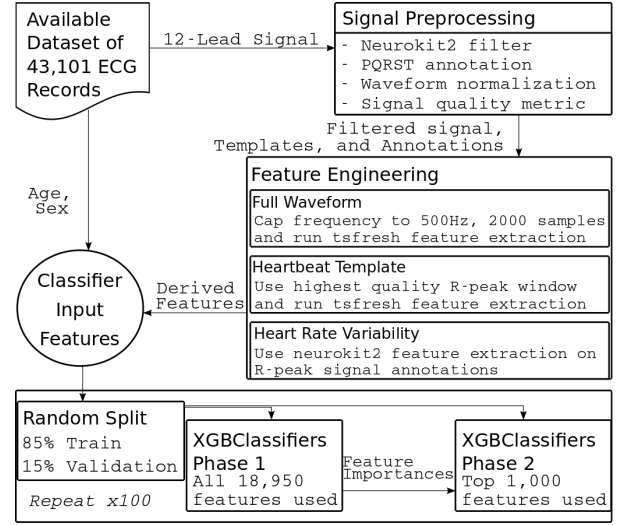 Available
Dataset of
43,101 ECG
Records
12-Lead Signal
Signal Preprocessing
- Neurokit2 filter
- PQRST annotation
- Waveform normalization
- Signal quality metric
Filtered signal,
Templates, and Annotations
Age,
Sex
Feature Engineering
Full Waveform
Cap frequency to 500Hz, 2000 samples
and run tsfresh feature extraction
Heartbeat Template
Use highest quality R-peak window
and run tsfresh feature extraction
Heart Rate Variability
Use neurokit2 feature extraction on
R-peak signal annotations
Derived
Features
Classifier
Input
Features
Random Split
85% Train
15% Validation
Repeat x100
XGBClassifiers
Phase 1
All 18,950
features used
Feature
Importances
XGBClassifiers
Phase 2
Top 1,000
features used